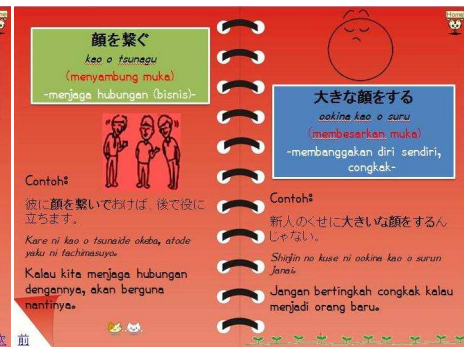 Home
顔を繋ぐ
kao o tsunagu
(menyambung muka)
-menjaga hubungan (bisnis)-
Contoh:
彼に顔を繋いでおけば、後で役に
立ちます。
Kare ni kao o tsunaide okeba, atode
yaku ni tachimasuyo.
Kalau kita menjaga hubungan
dengannya, akan berguna
nantinya.
前
Home
大きな顔をする
ookina kao o suru
(membesarkan muka)
-membanggakan diri sendiri,
congkak-
Contoh:
新人のくせに大きいな顔をするん
じゃない。
Shinjin no kuse ni ookina kao o surun
janai.
Jangan bertingkah congkak kalau
menjadi orang baru.